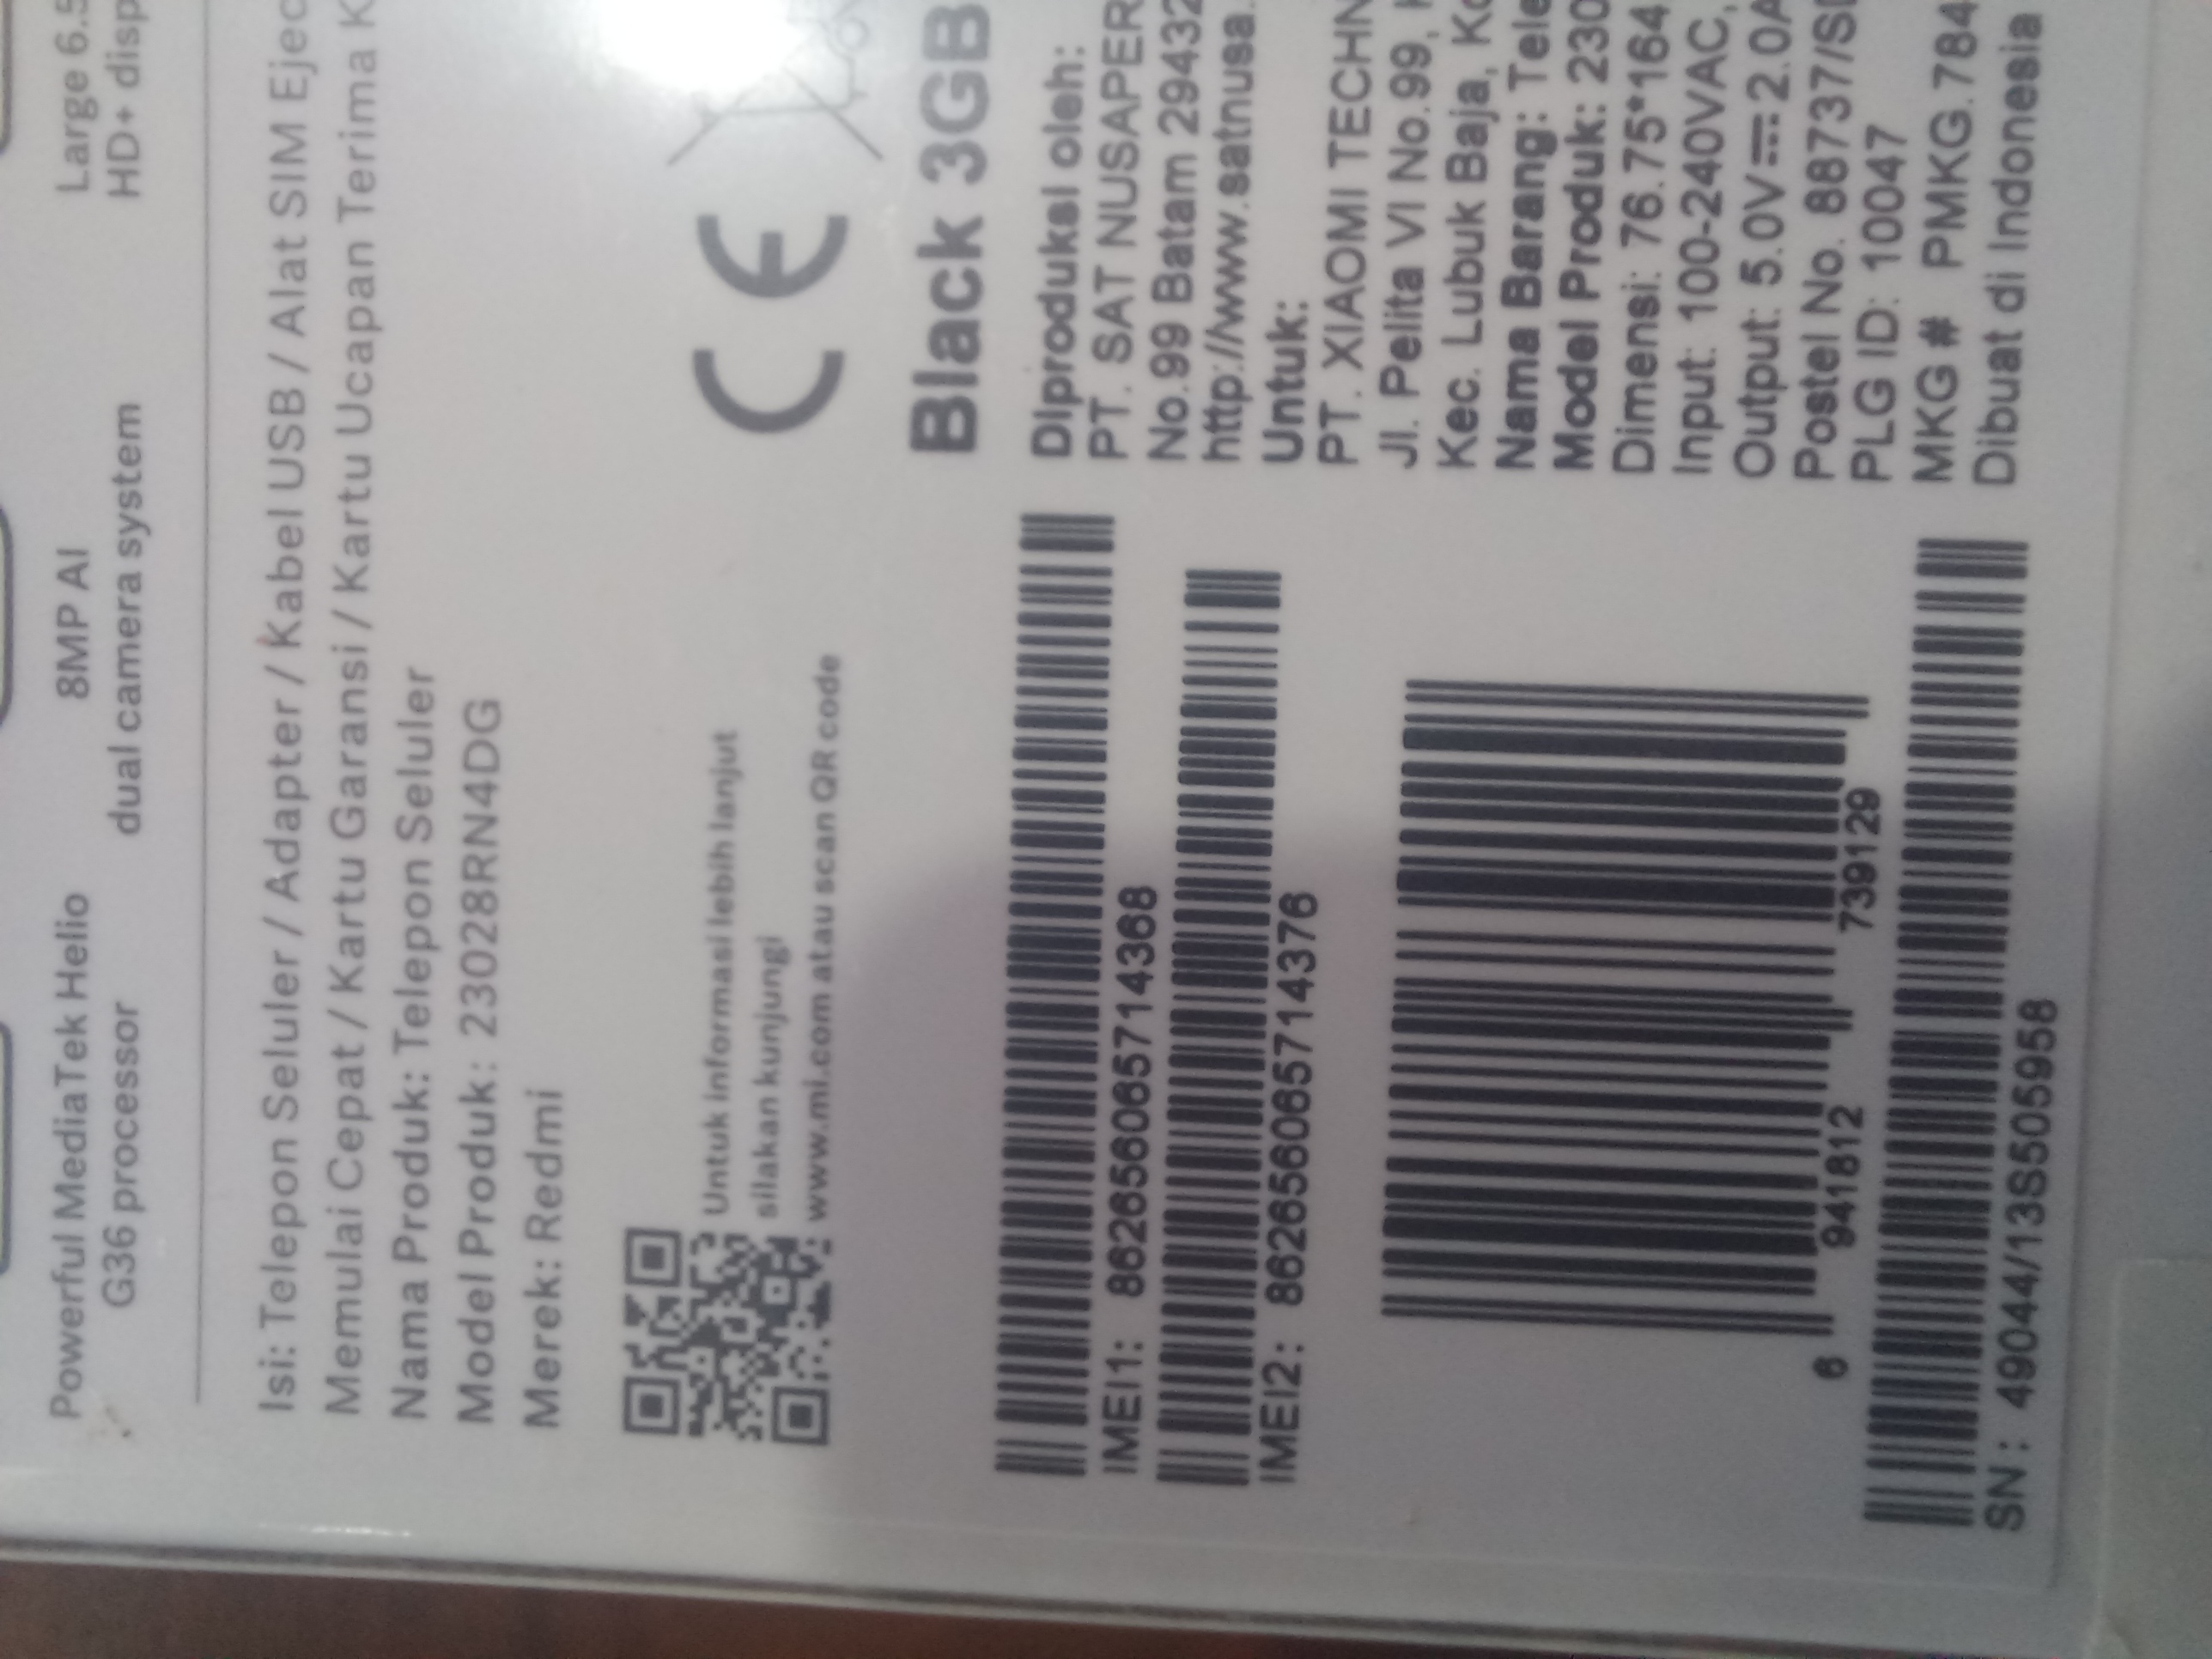 Powerful MediaTek Helio
G36 processor
8MP AI
dual camera system
Large 6.5
HD+ disp
Isi: Telepon Seluler / Adapter / Kabel USB / Alat SIM Ejec
Memulai Cepat / Kartu Garansi / Kartu Ucapan Terima K
Nama Produk: Telepon Seluler
Model Produk: 23028RN4DG
Merek: Redmi
Untuk informasi lebih lanjut
silakan kunjungi
www.mi.com atau scan QR code
CE
IMEI1: 862656065714368
IMEI2: 862656065714376
6 941812 739129
SN: 49044/13S505958
Black 3GB
Diproduksi oleh:
PT. SAT NUSAPER
No.99 Batam 29432
http://www.satnusa.
Untuk:
PT. XIAOMI TECHN
Jl. Pelita VI No.99,
Kec. Lubuk Baja, Ko
Nama Barang: Tele
Model Produk: 230
Dimensi: 76.75*164
Input: 100-240VAC,
Output: 5.0V⎓2.0A
Postel No. 88737/SD
PLG ID: 10047
MKG # PMKG.784
Dibuat di Indonesia